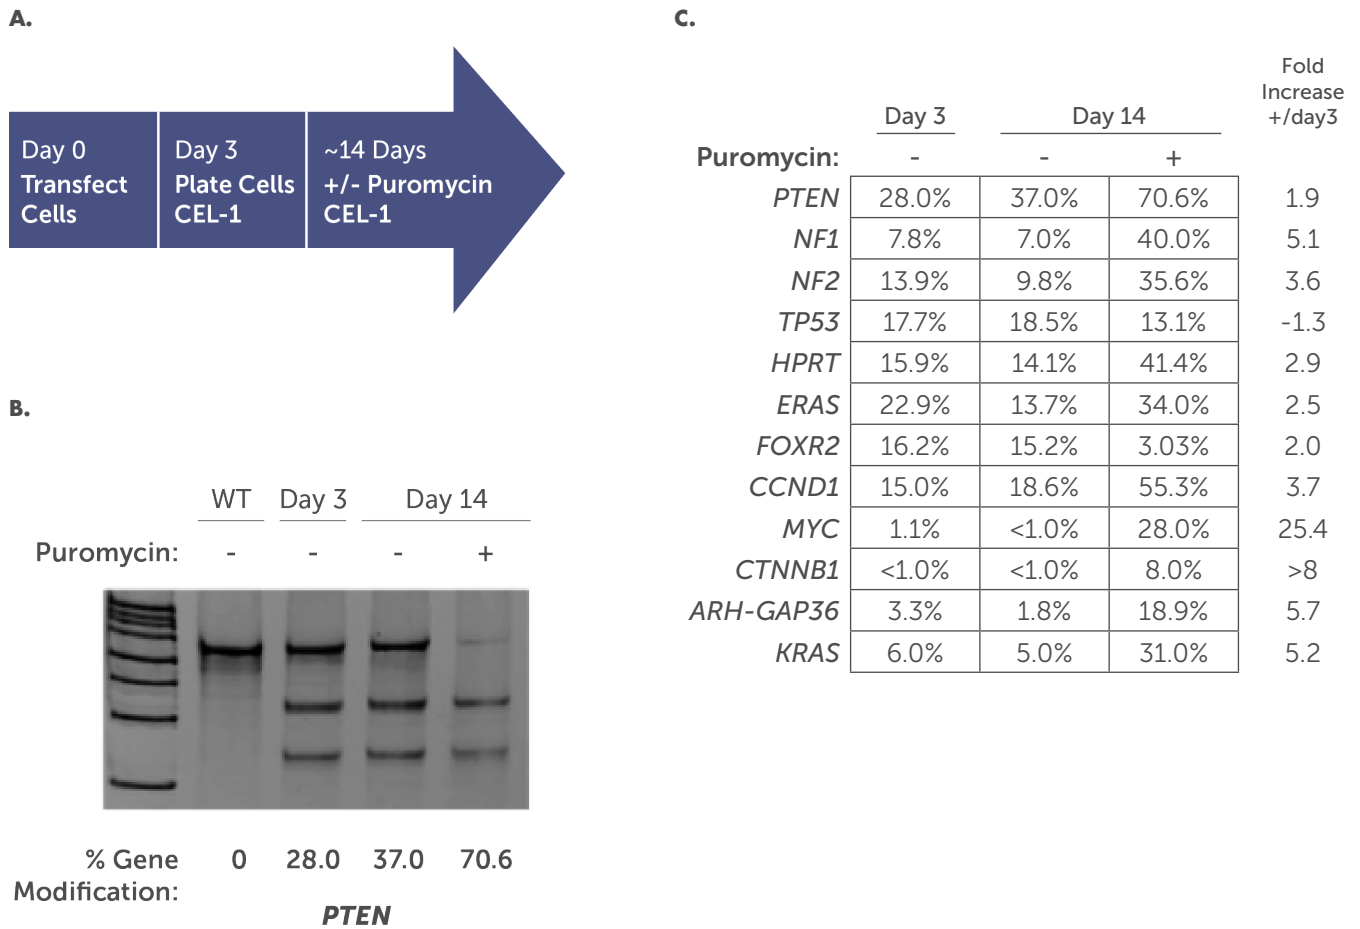 A.
Day 0
Transfect
Cells
Day 3
Plate Cells
CEL-1
~14 Days
+/- Puromycin
CEL-1
B.
WT Day 3 Day 14
Puromycin: - - - +
% Gene 0 28.0 37.0 70.6
Modification:
PTEN
C.
Fold
Increase
+/day3
Day 3 Day 14
Puromycin: - - +
PTEN 28.0% 37.0% 70.6% 1.9
NF1 7.8% 7.0% 40.0% 5.1
NF2 13.9% 9.8% 35.6% 3.6
TP53 17.7% 18.5% 13.1% -1.3
HPRT 15.9% 14.1% 41.4% 2.9
ERAS 22.9% 13.7% 34.0% 2.5
FOXR2 16.2% 15.2% 3.03% 2.0
CCND1 15.0% 18.6% 55.3% 3.7
MYC 1.1% <1.0% 28.0% 25.4
CTNNB1 <1.0% <1.0% 8.0% >8
ARH-GAP36 3.3% 1.8% 18.9% 5.7
KRAS 6.0% 5.0% 31.0% 5.2